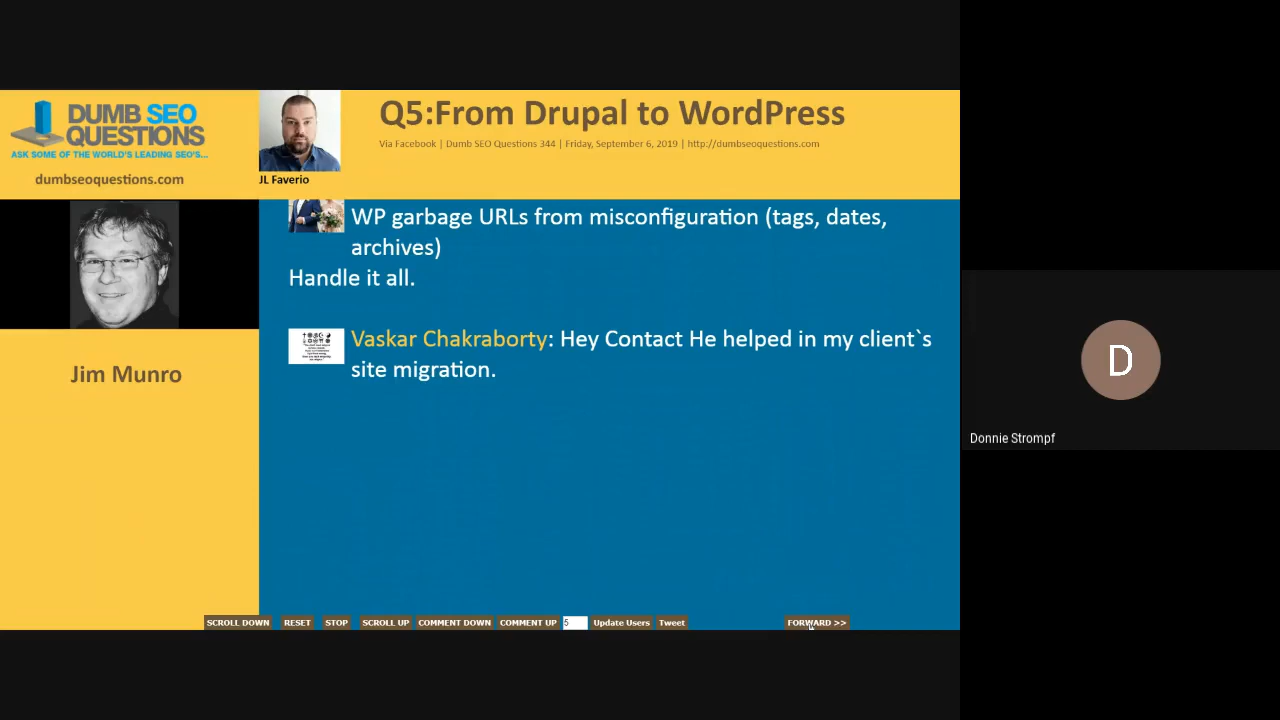 DUMB SEO
QUESTIONS
ASK SOME OF THE WORLD'S LEADING SEO'S...
dumbseoquestions.com
JL Faverio
Q5:From Drupal to WordPress
Via Facebook | Dumb SEO Questions 344 | Friday, September 6, 2019 | http://dumbseoquestions.com
Jim Munro
WP garbage URLs from misconfiguration (tags, dates,
archives)
Handle it all.
Vaskar Chakraborty: Hey Contact He helped in my client`s
site migration.
SCROLL DOWN RESET STOP SCROLL UP COMMENT DOWN COMMENT UP 5 Update Users Tweet FORWARD >>
D
Donnie Strompf